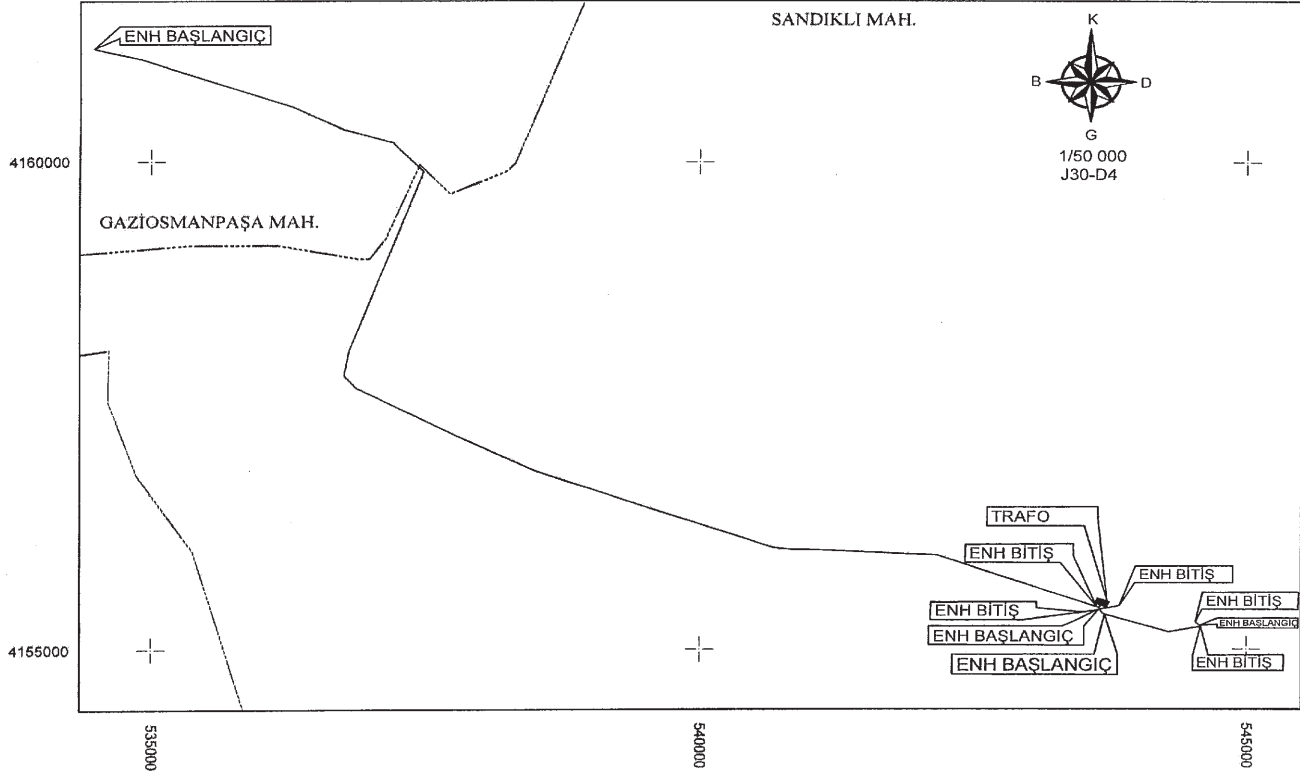 SANDIKLI MAH.
K
ENH BAŞLANGIÇ
B
D
G
4160000
1/50 000
J30-D4
GAZİOSMANPAŞA MAH.
TRAFO
ENH BİTİŞ
ENH BİTİŞ
ENH BİTİŞ
ENH BİTİŞ
ENH BAŞLANGIÇ
ENH BAŞLANGIÇ
ENH BAŞLANGIÇ
ENH BİTİŞ
4155000
535000
540000
545000